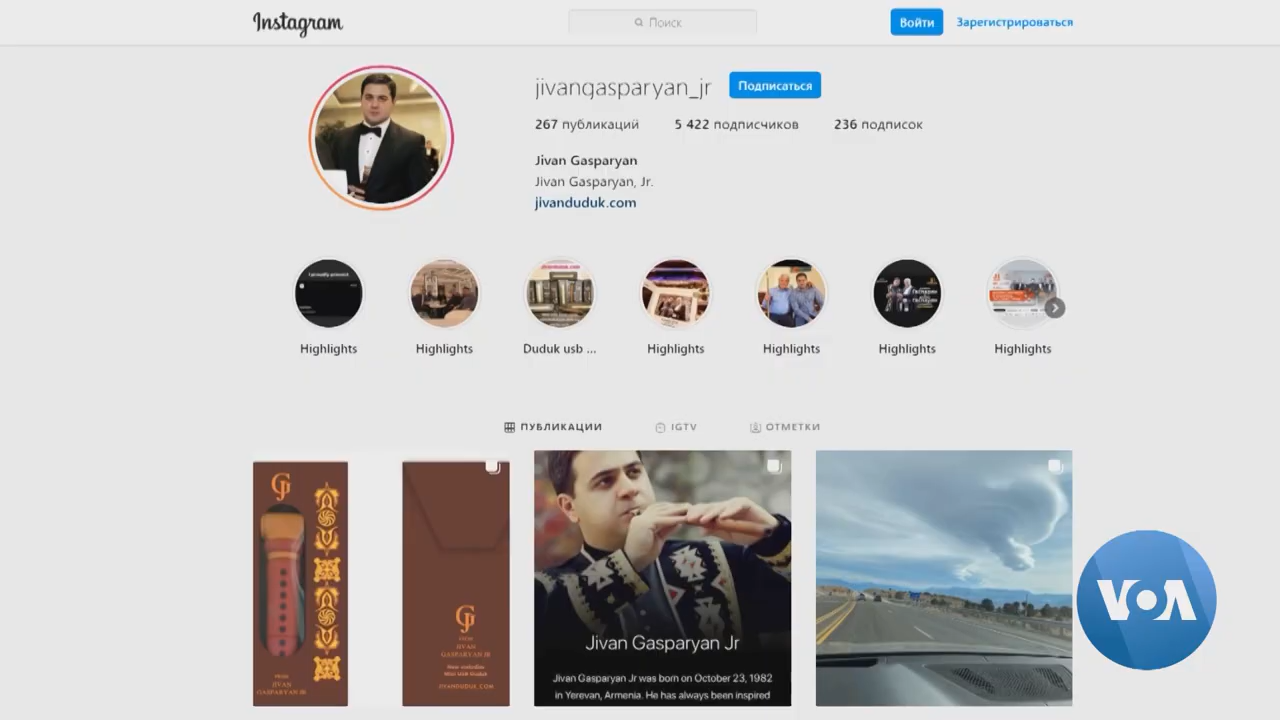 Instagram
Поиск
Войти
Зарегистрироваться
jivangasparyan_jr
Подписаться
267 публикаций
5 422 подписчиков
236 подписок
Jivan Gasparyan
Jivan Gasparyan, Jr.
jivanduduk.com
Highlights
Highlights
Duduk usb ...
Highlights
Highlights
Highlights
Highlights
ПУБЛИКАЦИИ
IGTV
ОТМЕТКИ
GJ
FROM
JIVAN
GASPARYAN JR
GJ
FROM
JIVAN
GASPARYAN JR
JIVANDUDUK.COM
Jivan Gasparyan Jr
Jivan Gasparyan Jr was born on October 23, 1982
in Yerevan, Armenia. He has always been inspired
VOA